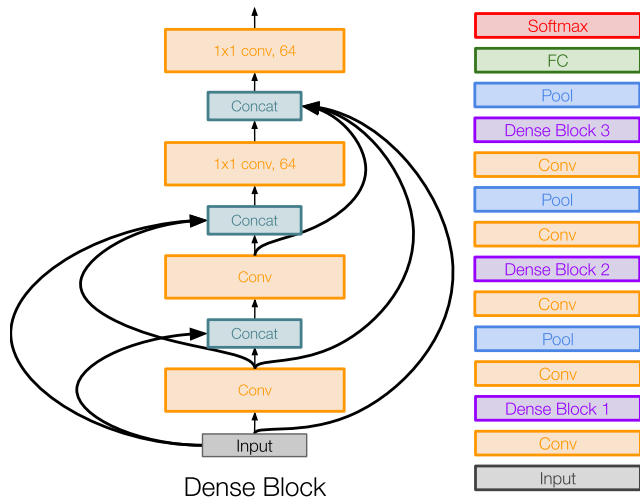 1x1 conv, 64
Concat
1x1 conv, 64
Concat
Conv
Concat
Conv
Input
Dense Block
Softmax
FC
Pool
Dense Block 3
Conv
Pool
Conv
Dense Block 2
Conv
Pool
Conv
Dense Block 1
Conv
Input